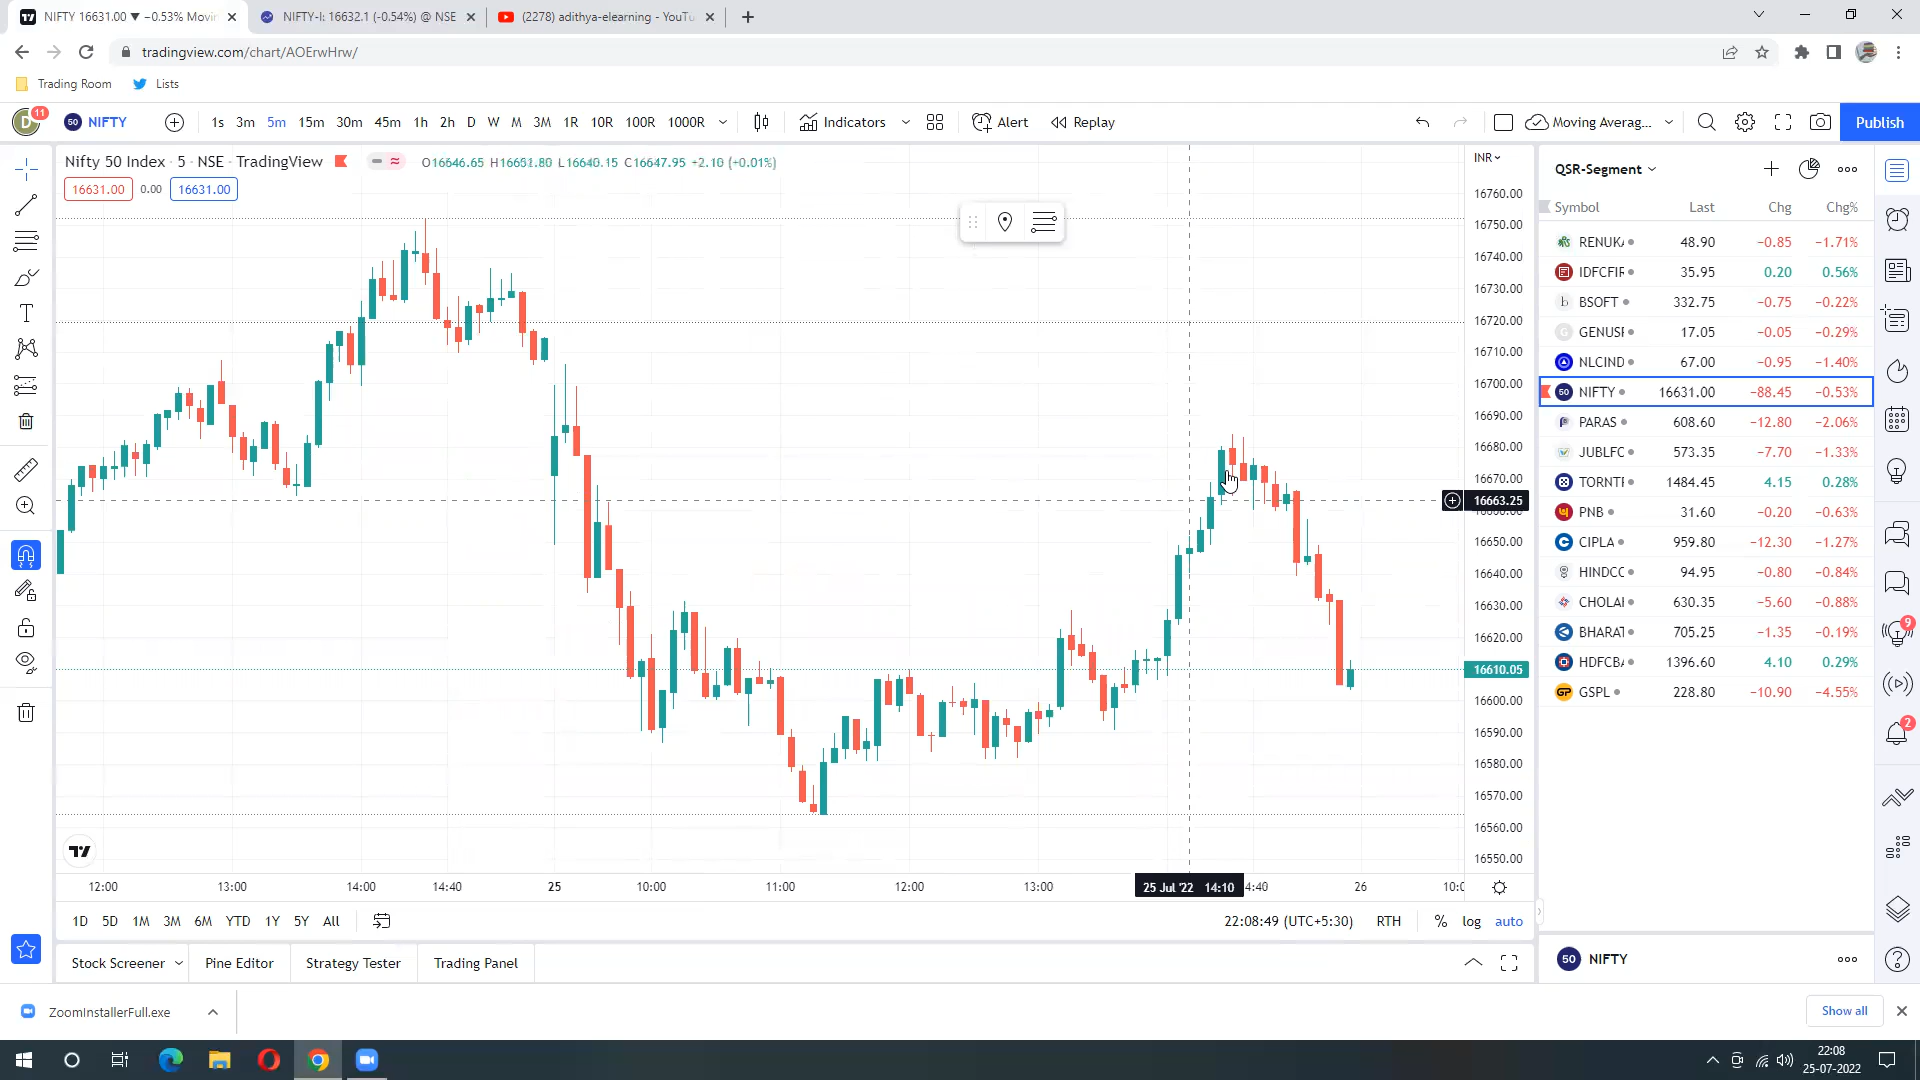 NIFTY 16631.00 ▼ −0.53% Movin
NIFTY-I: 16632.1 (-0.54%) @ NSE
(2278) adithya-elearning - YouTu
tradingview.com/chart/AOErwHrw/
Trading Room
Lists
D 11
50 NIFTY
1s 3m 5m 15m 30m 45m 1h 2h D W M 3M 1R 10R 100R 1000R
Indicators
Alert
Replay
Moving Averag...
Publish
Nifty 50 Index · 5 · NSE · TradingView
O16646.65 H16651.80 L16640.15 C16647.95 +2.10 (+0.01%)
16631.00 0.00 16631.00
INR
16760.00
16750.00
16740.00
16730.00
16720.00
16710.00
16700.00
16690.00
16680.00
16670.00
16663.25
16660.00
16650.00
16640.00
16630.00
16620.00
16610.05
16600.00
16590.00
16580.00
16570.00
16560.00
16550.00
12:00 13:00 14:00 14:40 25 10:00 11:00 12:00 13:00 25 Jul '22 14:10 4:40 26 10:0
1D 5D 1M 3M 6M YTD 1Y 5Y All
22:08:49 (UTC+5:30) RTH % log auto
Stock Screener
Pine Editor
Strategy Tester
Trading Panel
QSR-Segment
Symbol Last Chg Chg%
RENUK 48.90 −0.85 −1.71%
IDFCFIR 35.95 0.20 0.56%
b BSOFT 332.75 −0.75 −0.22%
G GENUSF 17.05 −0.05 −0.29%
NLCIND 67.00 −0.95 −1.40%
50 NIFTY 16631.00 −88.45 −0.53%
PARAS 608.60 −12.80 −2.06%
JUBLFC 573.35 −7.70 −1.33%
TORNTF 1484.45 4.15 0.28%
PNB 31.60 −0.20 −0.63%
CIPLA 959.80 −12.30 −1.27%
HINDCC 94.95 −0.80 −0.84%
CHOLAI 630.35 −5.60 −0.88%
BHARAT 705.25 −1.35 −0.19%
HDFCBA 1396.60 4.10 0.29%
GSPL 228.80 −10.90 −4.55%
50 NIFTY
9
2
ZoomInstallerFull.exe
Show all
22:08
25-07-2022